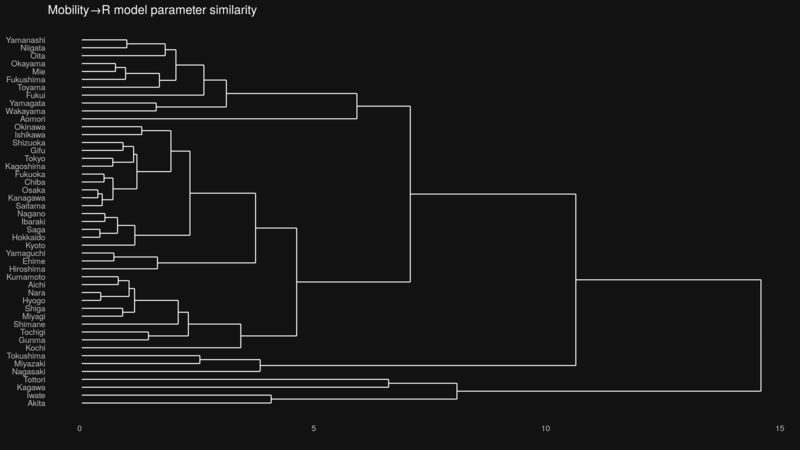 Mobility→R model parameter similarity
Yamanashi
Niigata
Oita
Okayama
Mie
Fukushima
Toyama
Fukui
Yamagata
Wakayama
Aomori
Okinawa
Ishikawa
Shizuoka
Gifu
Tokyo
Kagoshima
Fukuoka
Chiba
Osaka
Kanagawa
Saitama
Nagano
Ibaraki
Saga
Hokkaido
Kyoto
Yamaguchi
Ehime
Hiroshima
Kumamoto
Aichi
Nara
Hyogo
Shiga
Miyagi
Shimane
Tochigi
Gunma
Kochi
Tokushima
Miyazaki
Nagasaki
Tottori
Kagawa
Iwate
Akita
0 5 10 15